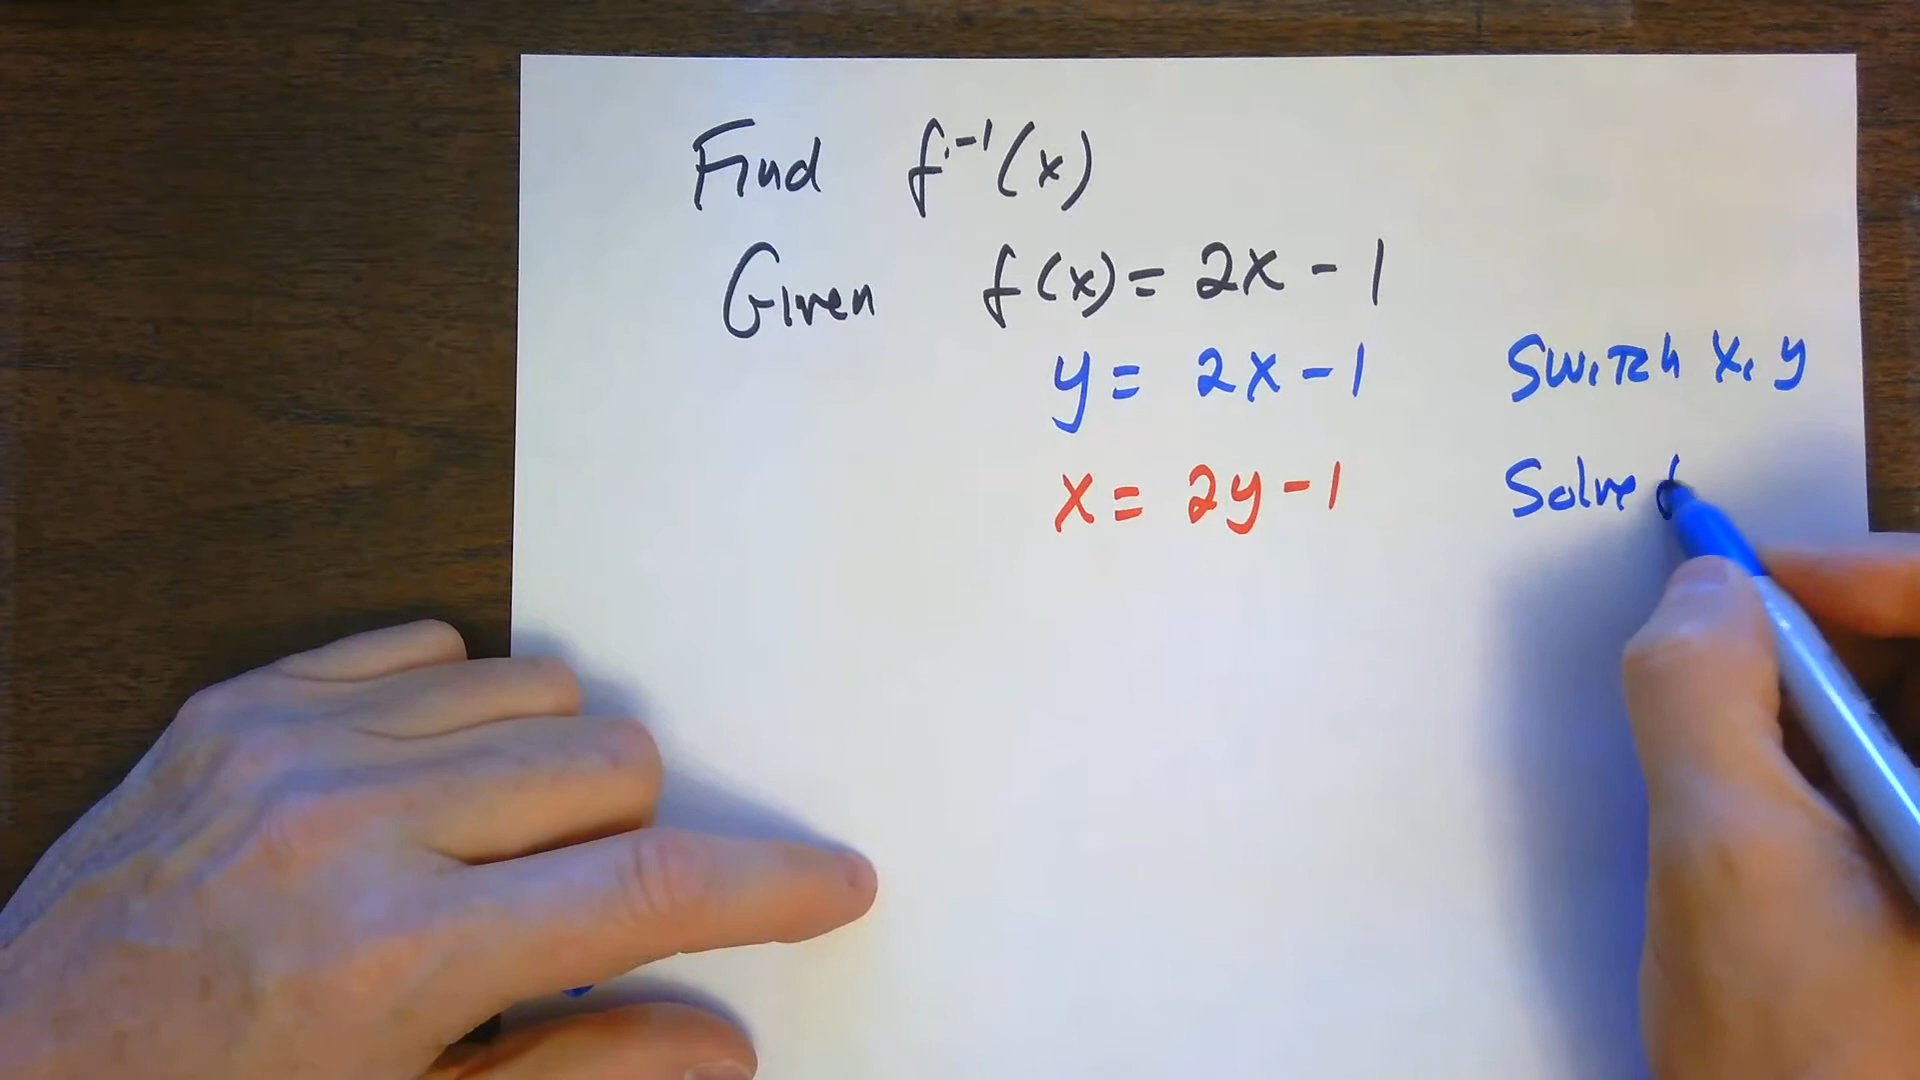 Find f⁻¹(x)
Given f(x) = 2x - 1
y = 2x - 1 Switch x, y
x = 2y - 1 Solve